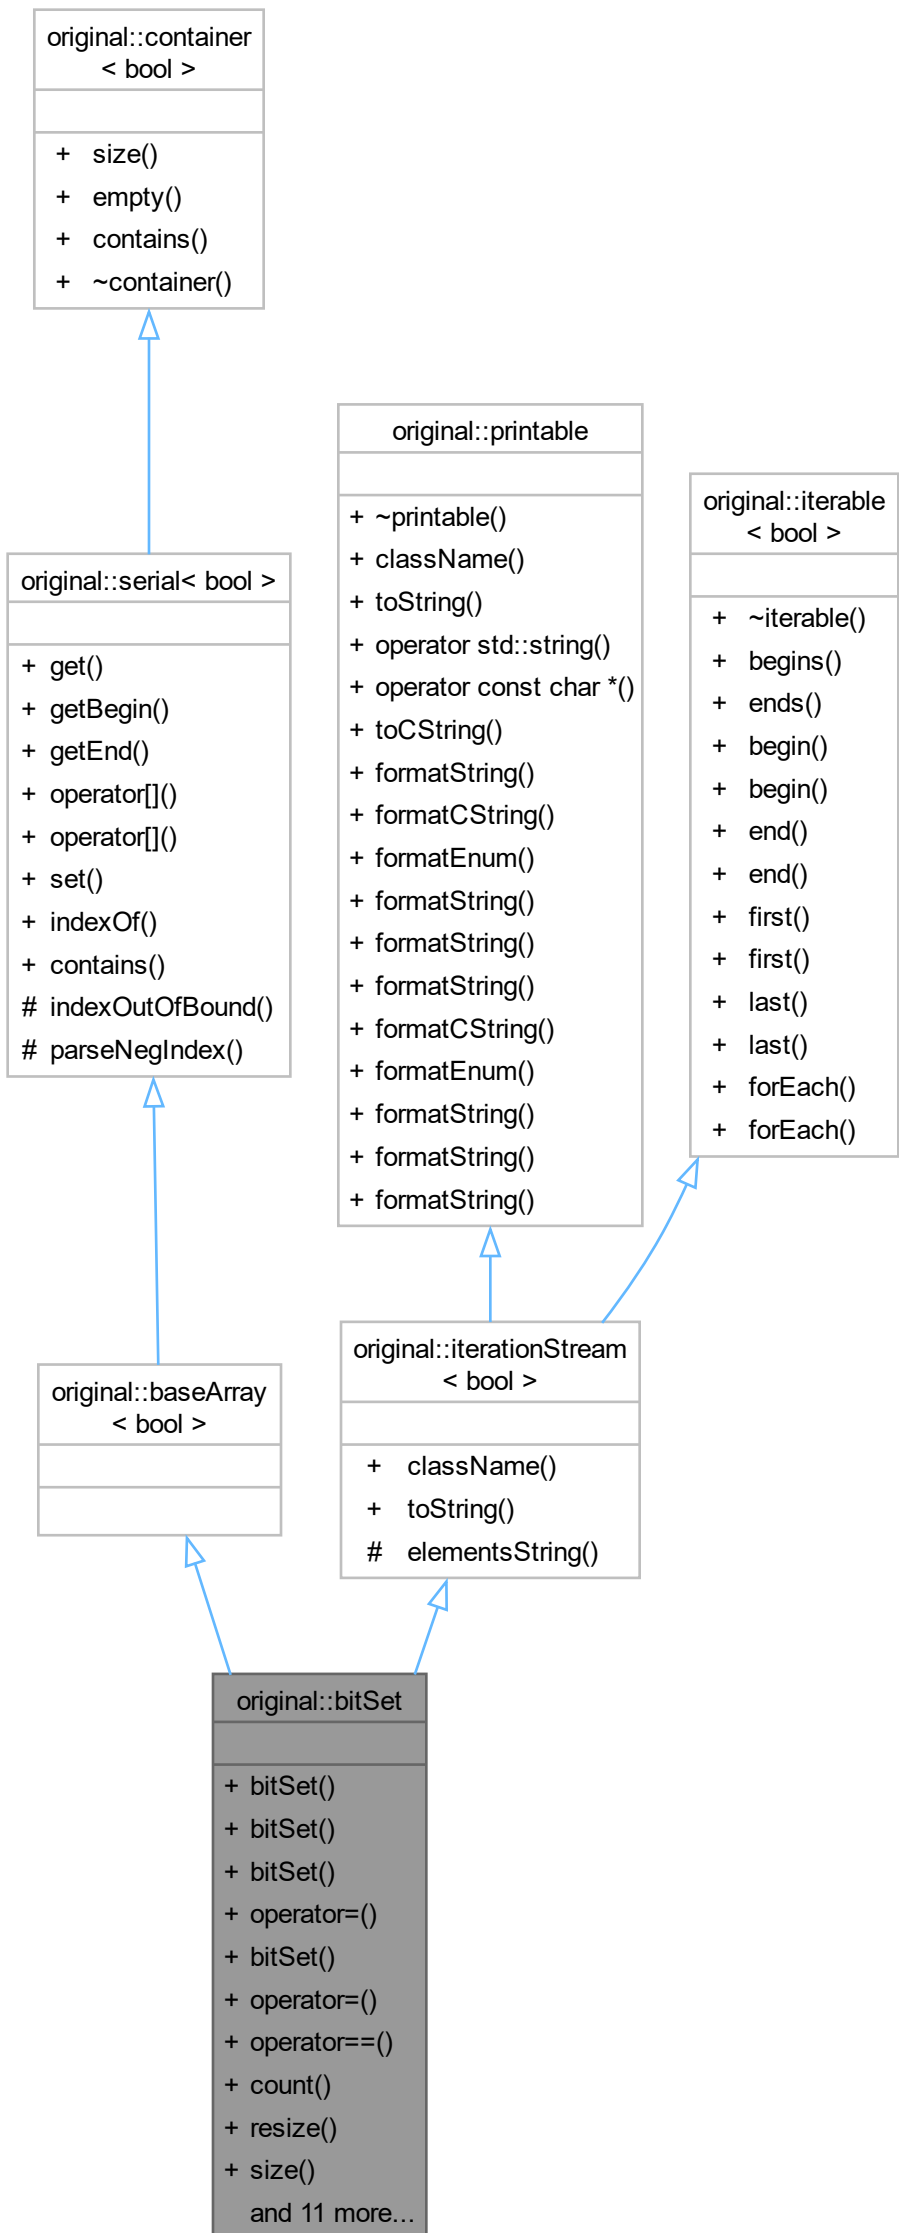 original::container
< bool >
+ size()
+ empty()
+ contains()
+ ~container()
original::serial< bool >
+ get()
+ getBegin()
+ getEnd()
+ operator[]()
+ operator[]()
+ set()
+ indexOf()
+ contains()
# indexOutOfBound()
# parseNegIndex()
original::printable
+ ~printable()
+ className()
+ toString()
+ operator std::string()
+ operator const char *()
+ toCString()
+ formatString()
+ formatCString()
+ formatEnum()
+ formatString()
+ formatString()
+ formatString()
+ formatCString()
+ formatEnum()
+ formatString()
+ formatString()
+ formatString()
original::iterable
< bool >
+ ~iterable()
+ begins()
+ ends()
+ begin()
+ begin()
+ end()
+ end()
+ first()
+ first()
+ last()
+ last()
+ forEach()
+ forEach()
original::baseArray
< bool >
original::iterationStream
< bool >
+ className()
+ toString()
# elementsString()
original::bitSet
+ bitSet()
+ bitSet()
+ bitSet()
+ operator=()
+ bitSet()
+ operator=()
+ operator==()
+ count()
+ resize()
+ size()
and 11 more...